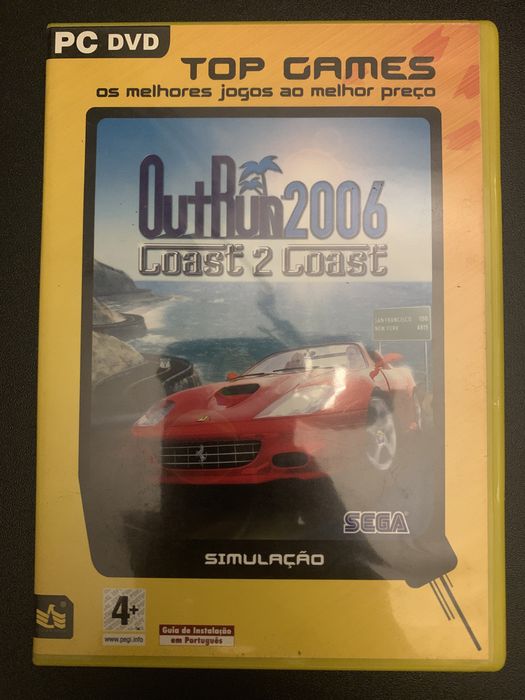 PC DVD
TOP GAMES
os melhores jogos ao melhor preço
OutRun2006
Coast 2 Coast
SAN FRANCISCO
NEW YORK
SEGA
SIMULAÇÃO
4+
www.pegi.info
Guia de Instalação
em Português